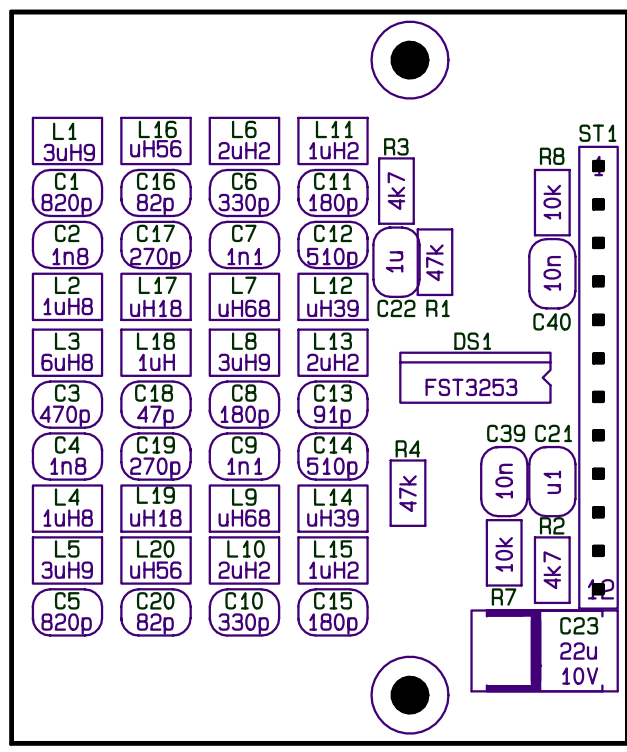 L1
3uH9
L16
uH56
L6
2uH2
L11
1uH2
C1
820p
C16
82p
C6
330p
C11
180p
C2
1n8
C17
270p
C7
1n1
C12
510p
L2
1uH8
L17
uH18
L7
uH68
L12
uH39
L3
6uH8
L18
1uH
L8
3uH9
L13
2uH2
C3
470p
C18
47p
C8
180p
C13
91p
C4
1n8
C19
270p
C9
1n1
C14
510p
L4
1uH8
L19
uH18
L9
uH68
L14
uH39
L5
3uH9
L20
uH56
L10
2uH2
L15
1uH2
C5
820p
C20
82p
C10
330p
C15
180p
R3
4k7
1u
C22
47k
R1
R8
10k
10n
C40
ST1
1
DS1
FST3253
R4
47k
C39
10n
C21
u1
10k
R7
R2
4k7
12
C23
22u
10V